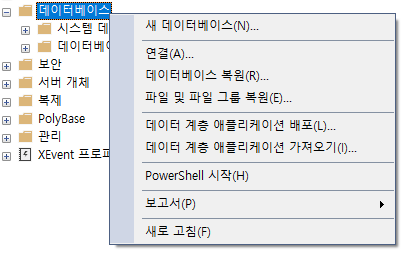 데이터베이스
시스템 데
데이터베이
보안
서버 개체
복제
PolyBase
관리
XEvent 프로파
새 데이터베이스(N)...
연결(A)...
데이터베이스 복원(R)...
파일 및 파일 그룹 복원(E)...
데이터 계층 애플리케이션 배포(L)...
데이터 계층 애플리케이션 가져오기(I)...
PowerShell 시작(H)
보고서(P)
새로 고침(F)